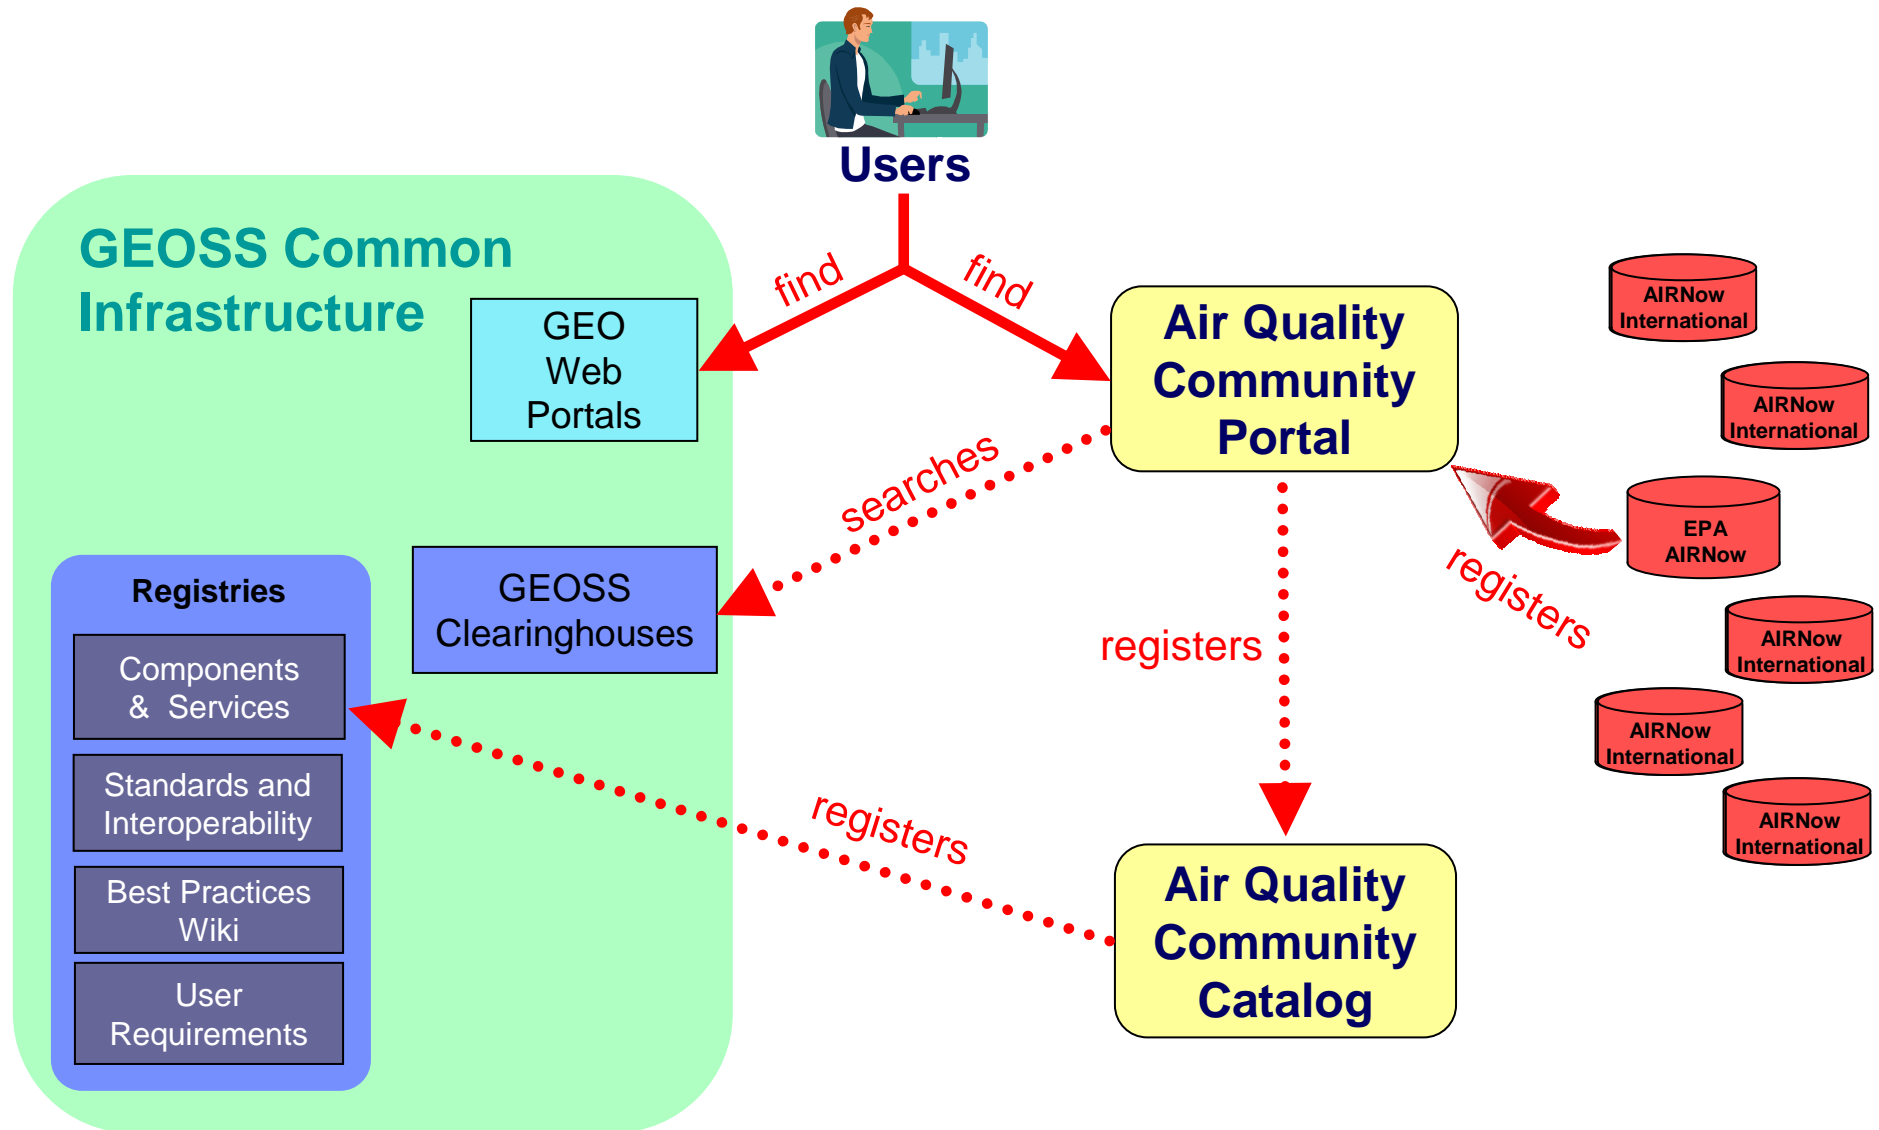 Users
GEOSS Common
Infrastructure
find
find
GEO
Web
Portals
Air Quality
Community
Portal
AIRNow
International
AIRNow
International
searches
EPA
AIRNow
registers
GEOSS
Clearinghouses
Registries
Components
& Services
Standards and
Interoperability
Best Practices
Wiki
User
Requirements
registers
registers
Air Quality
Community
Catalog
AIRNow
International
AIRNow
International
AIRNow
International